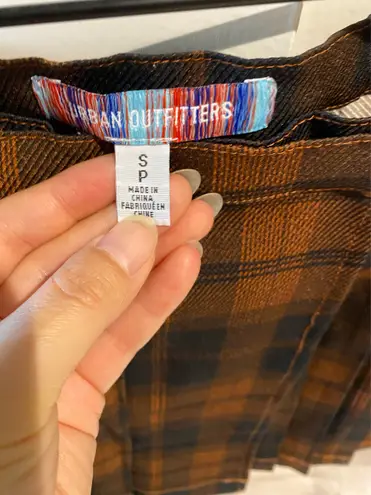 URBAN OUTFITTERS
S
P
MADE IN
CHINA
FABRIQUÉ EN
CHINE